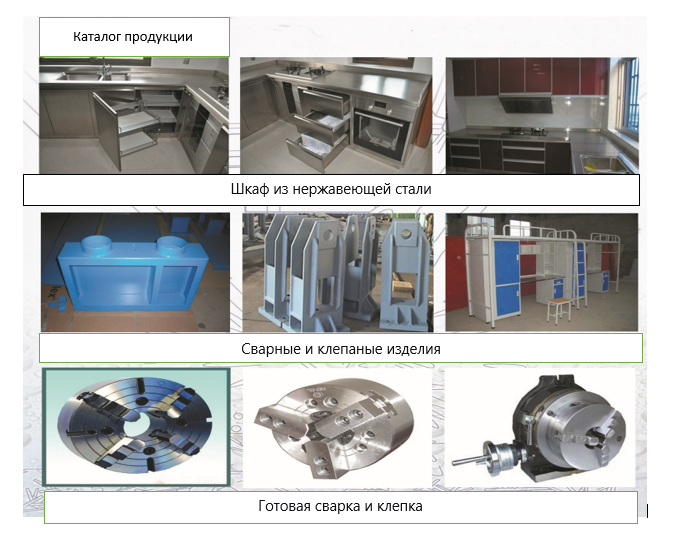 Каталог продукции
Шкаф из нержавеющей стали
Сварные и клепаные изделия
Готовая сварка и клепка